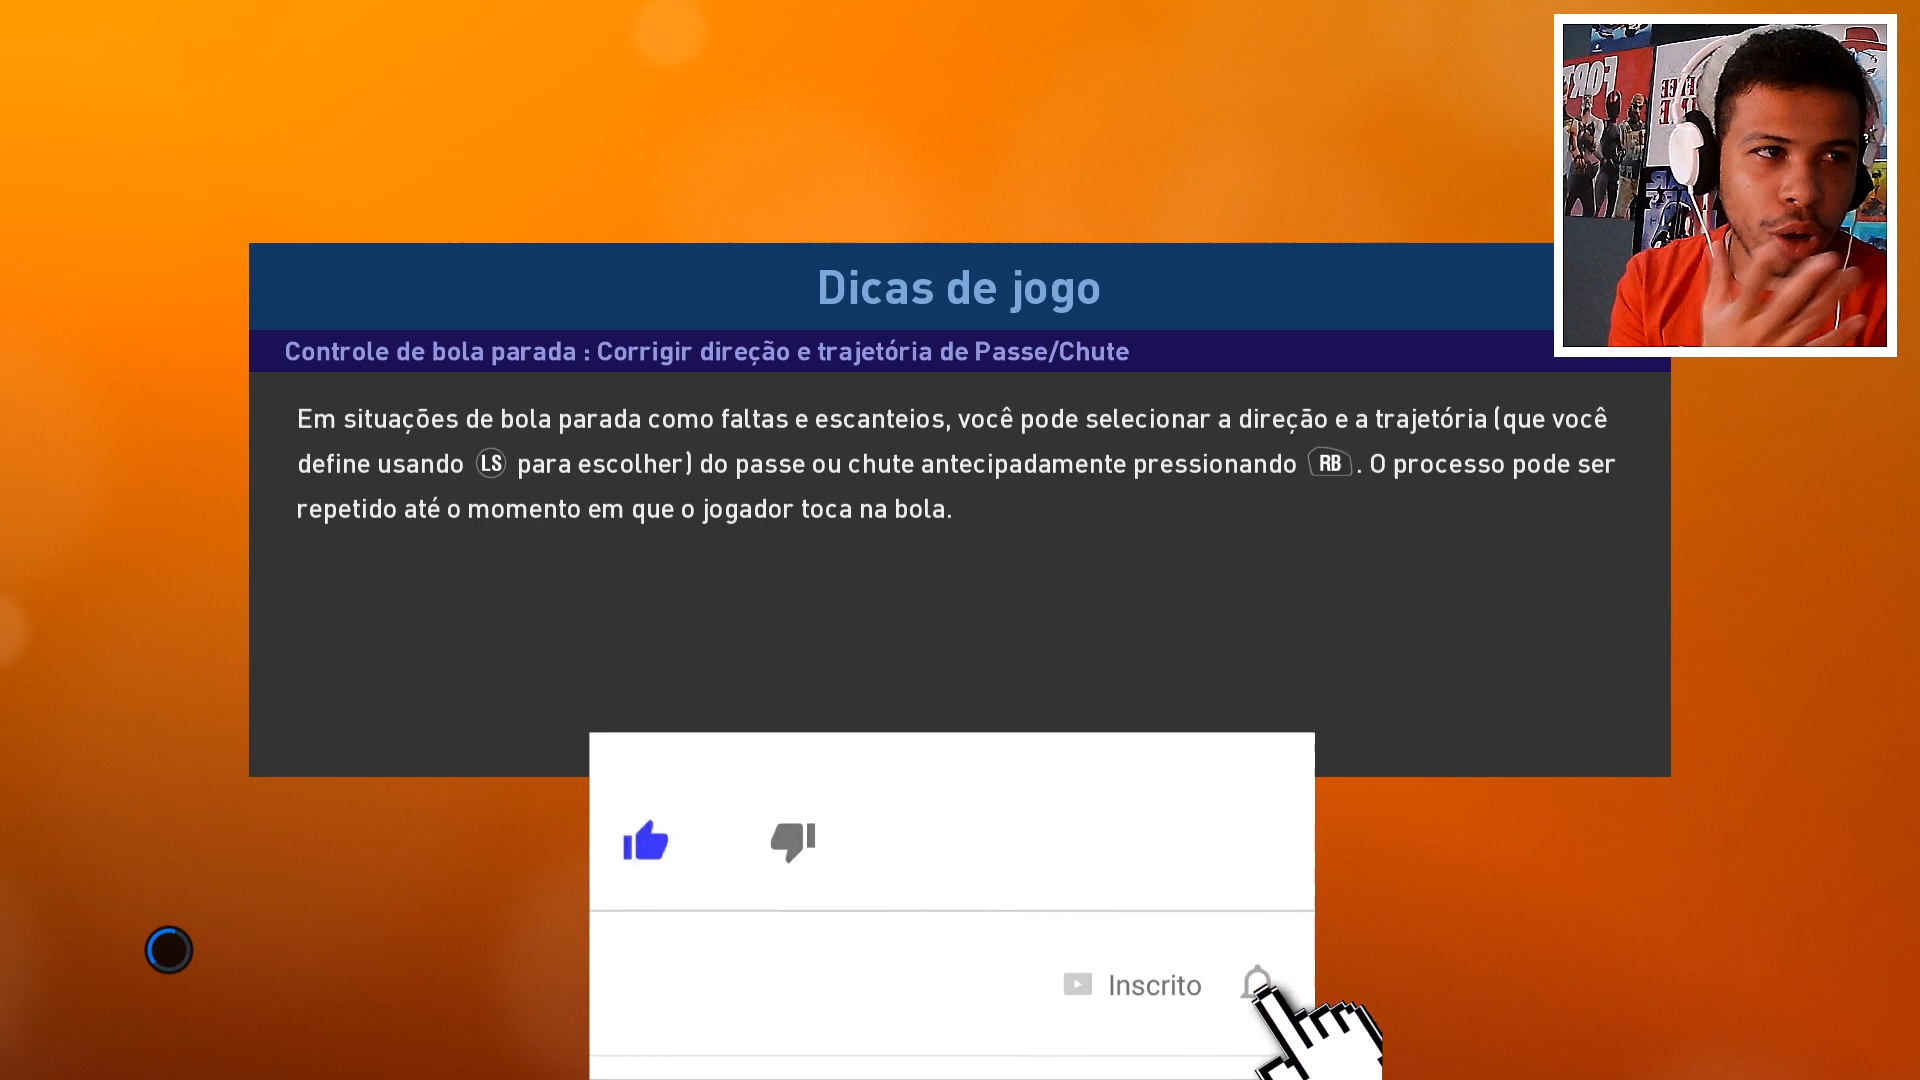 Dicas de jogo
Controle de bola parada : Corrigir direção e trajetória de Passe/Chute
Em situações de bola parada como faltas e escanteios, você pode selecionar a direção e a trajetória (que você
define usando LS para escolher) do passe ou chute antecipadamente pressionando RB. O processo pode ser
repetido até o momento em que o jogador toca na bola.
Inscrito